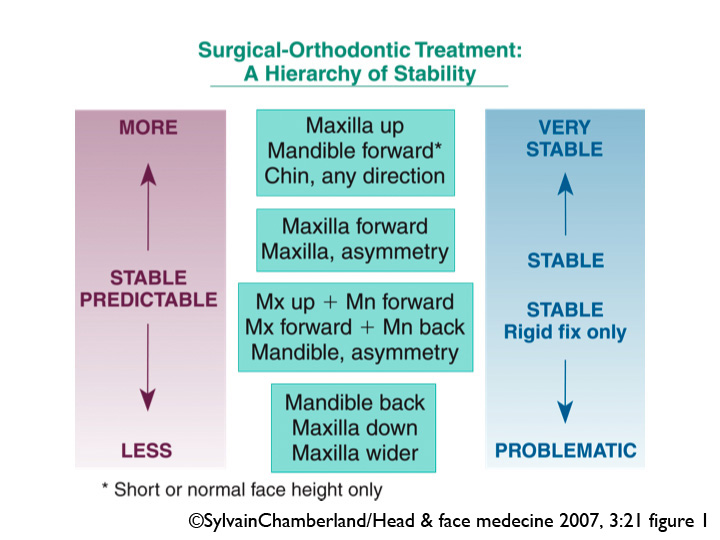 Surgical-Orthodontic Treatment:
A Hierarchy of Stability
MORE
STABLE
PREDICTABLE
LESS
Maxilla up
Mandible forward*
Chin, any direction
Maxilla forward
Maxilla, asymmetry
Mx up + Mn forward
Mx forward + Mn back
Mandible, asymmetry
Mandible back
Maxilla down
Maxilla wider
VERY
STABLE
STABLE
STABLE
Rigid fix only
PROBLEMATIC
* Short or normal face height only
©SylvainChamberland/Head & face medecine 2007, 3:21 figure 1